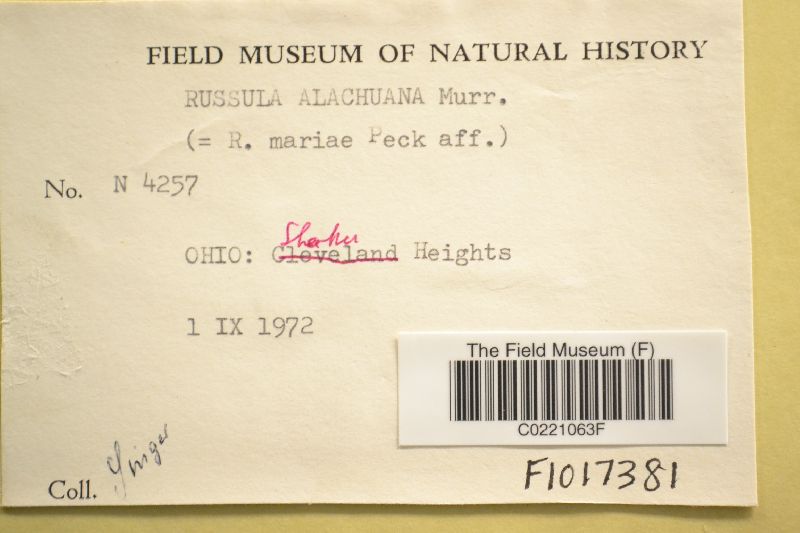 FIELD MUSEUM OF NATURAL HISTORY
RUSSULA ALACHUANA Murr.
(= R. mariae Peck aff.)
No. N 4257
Shaker
OHIO: Cleveland Heights
1 IX 1972
The Field Museum (F)
C0221063F
Coll. Singer
F1017381